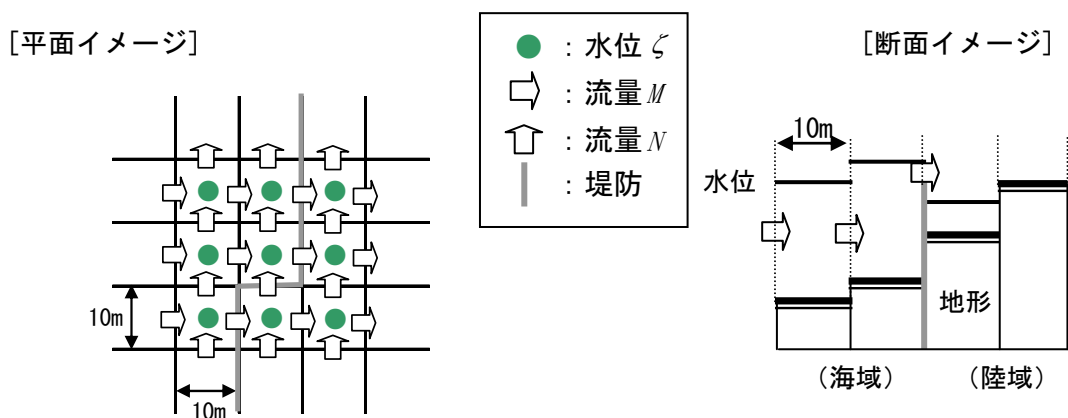 [平面イメージ]
：水位 ζ
：流量 M
：流量 N
：堤防
[断面イメージ]
10m
10m
10m
水位
地形
（海域）
（陸域）